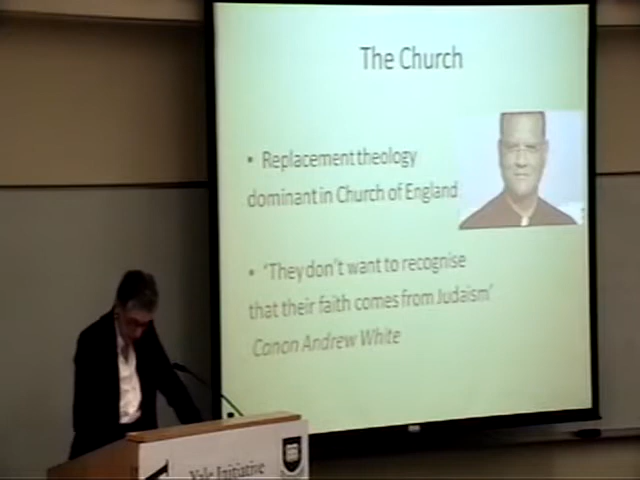 The Church
• Replacement theology
dominant in Church of England
• 'They don't want to recognise
that their faith comes from Judaism'
Canon Andrew White
Yale Initiative